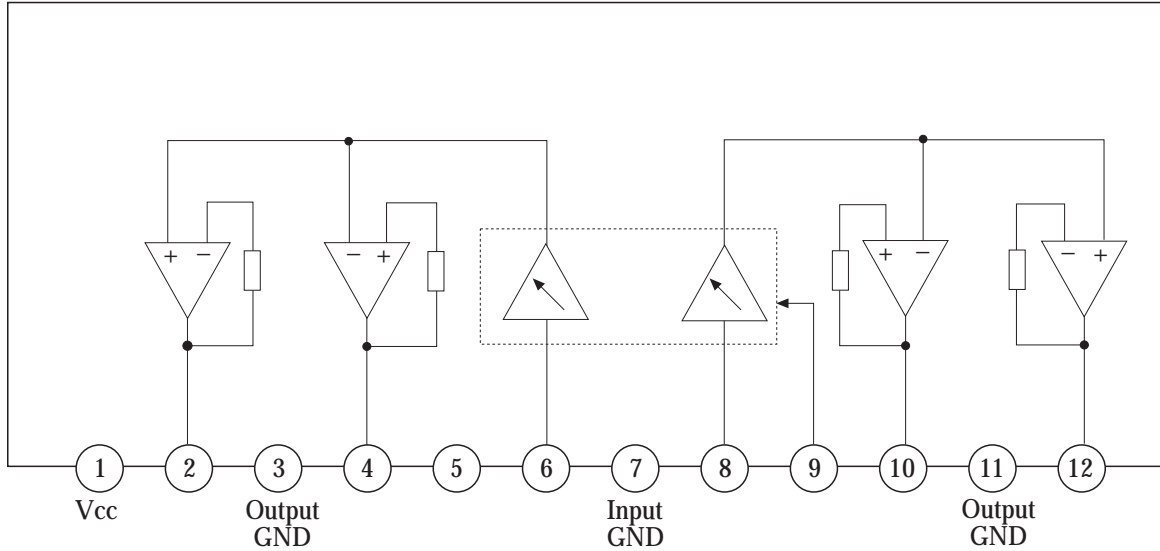 + − − + + − − +
1 2 3 4 5 6 7 8 9 10 11 12
Vcc Output Input Output
GND GND GND